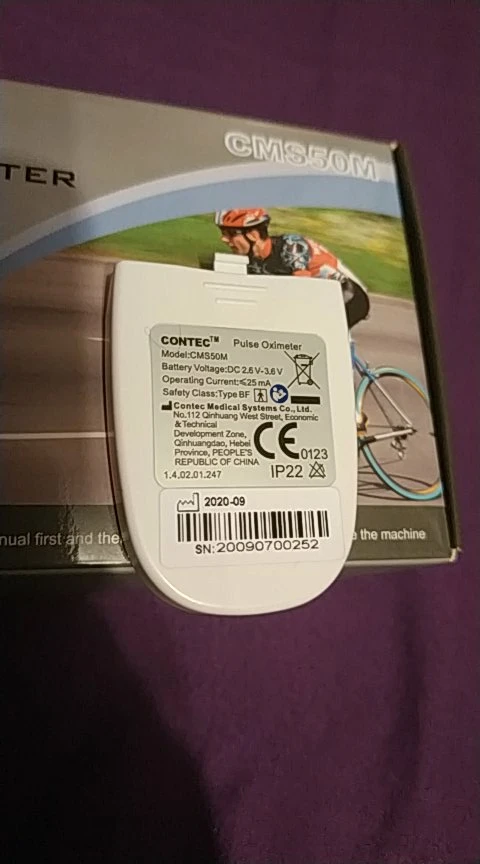 CMS50M
TER
CONTEC™ Pulse Oximeter
Model:CMS50M
Battery Voltage:DC 2.6 V-3.6 V
Operating Current:≤25 mA
Safety Class:Type BF
Contec Medical Systems Co., Ltd.
No.112 Qinhuang West Street, Economic
&Technical
Development Zone,
Qinhuangdao, Hebei
Province, PEOPLE'S
REPUBLIC OF CHINA
CE 0123
1.4.02.01.247 IP22
2020-09
SN:20090700252
nual first and the
e the machine